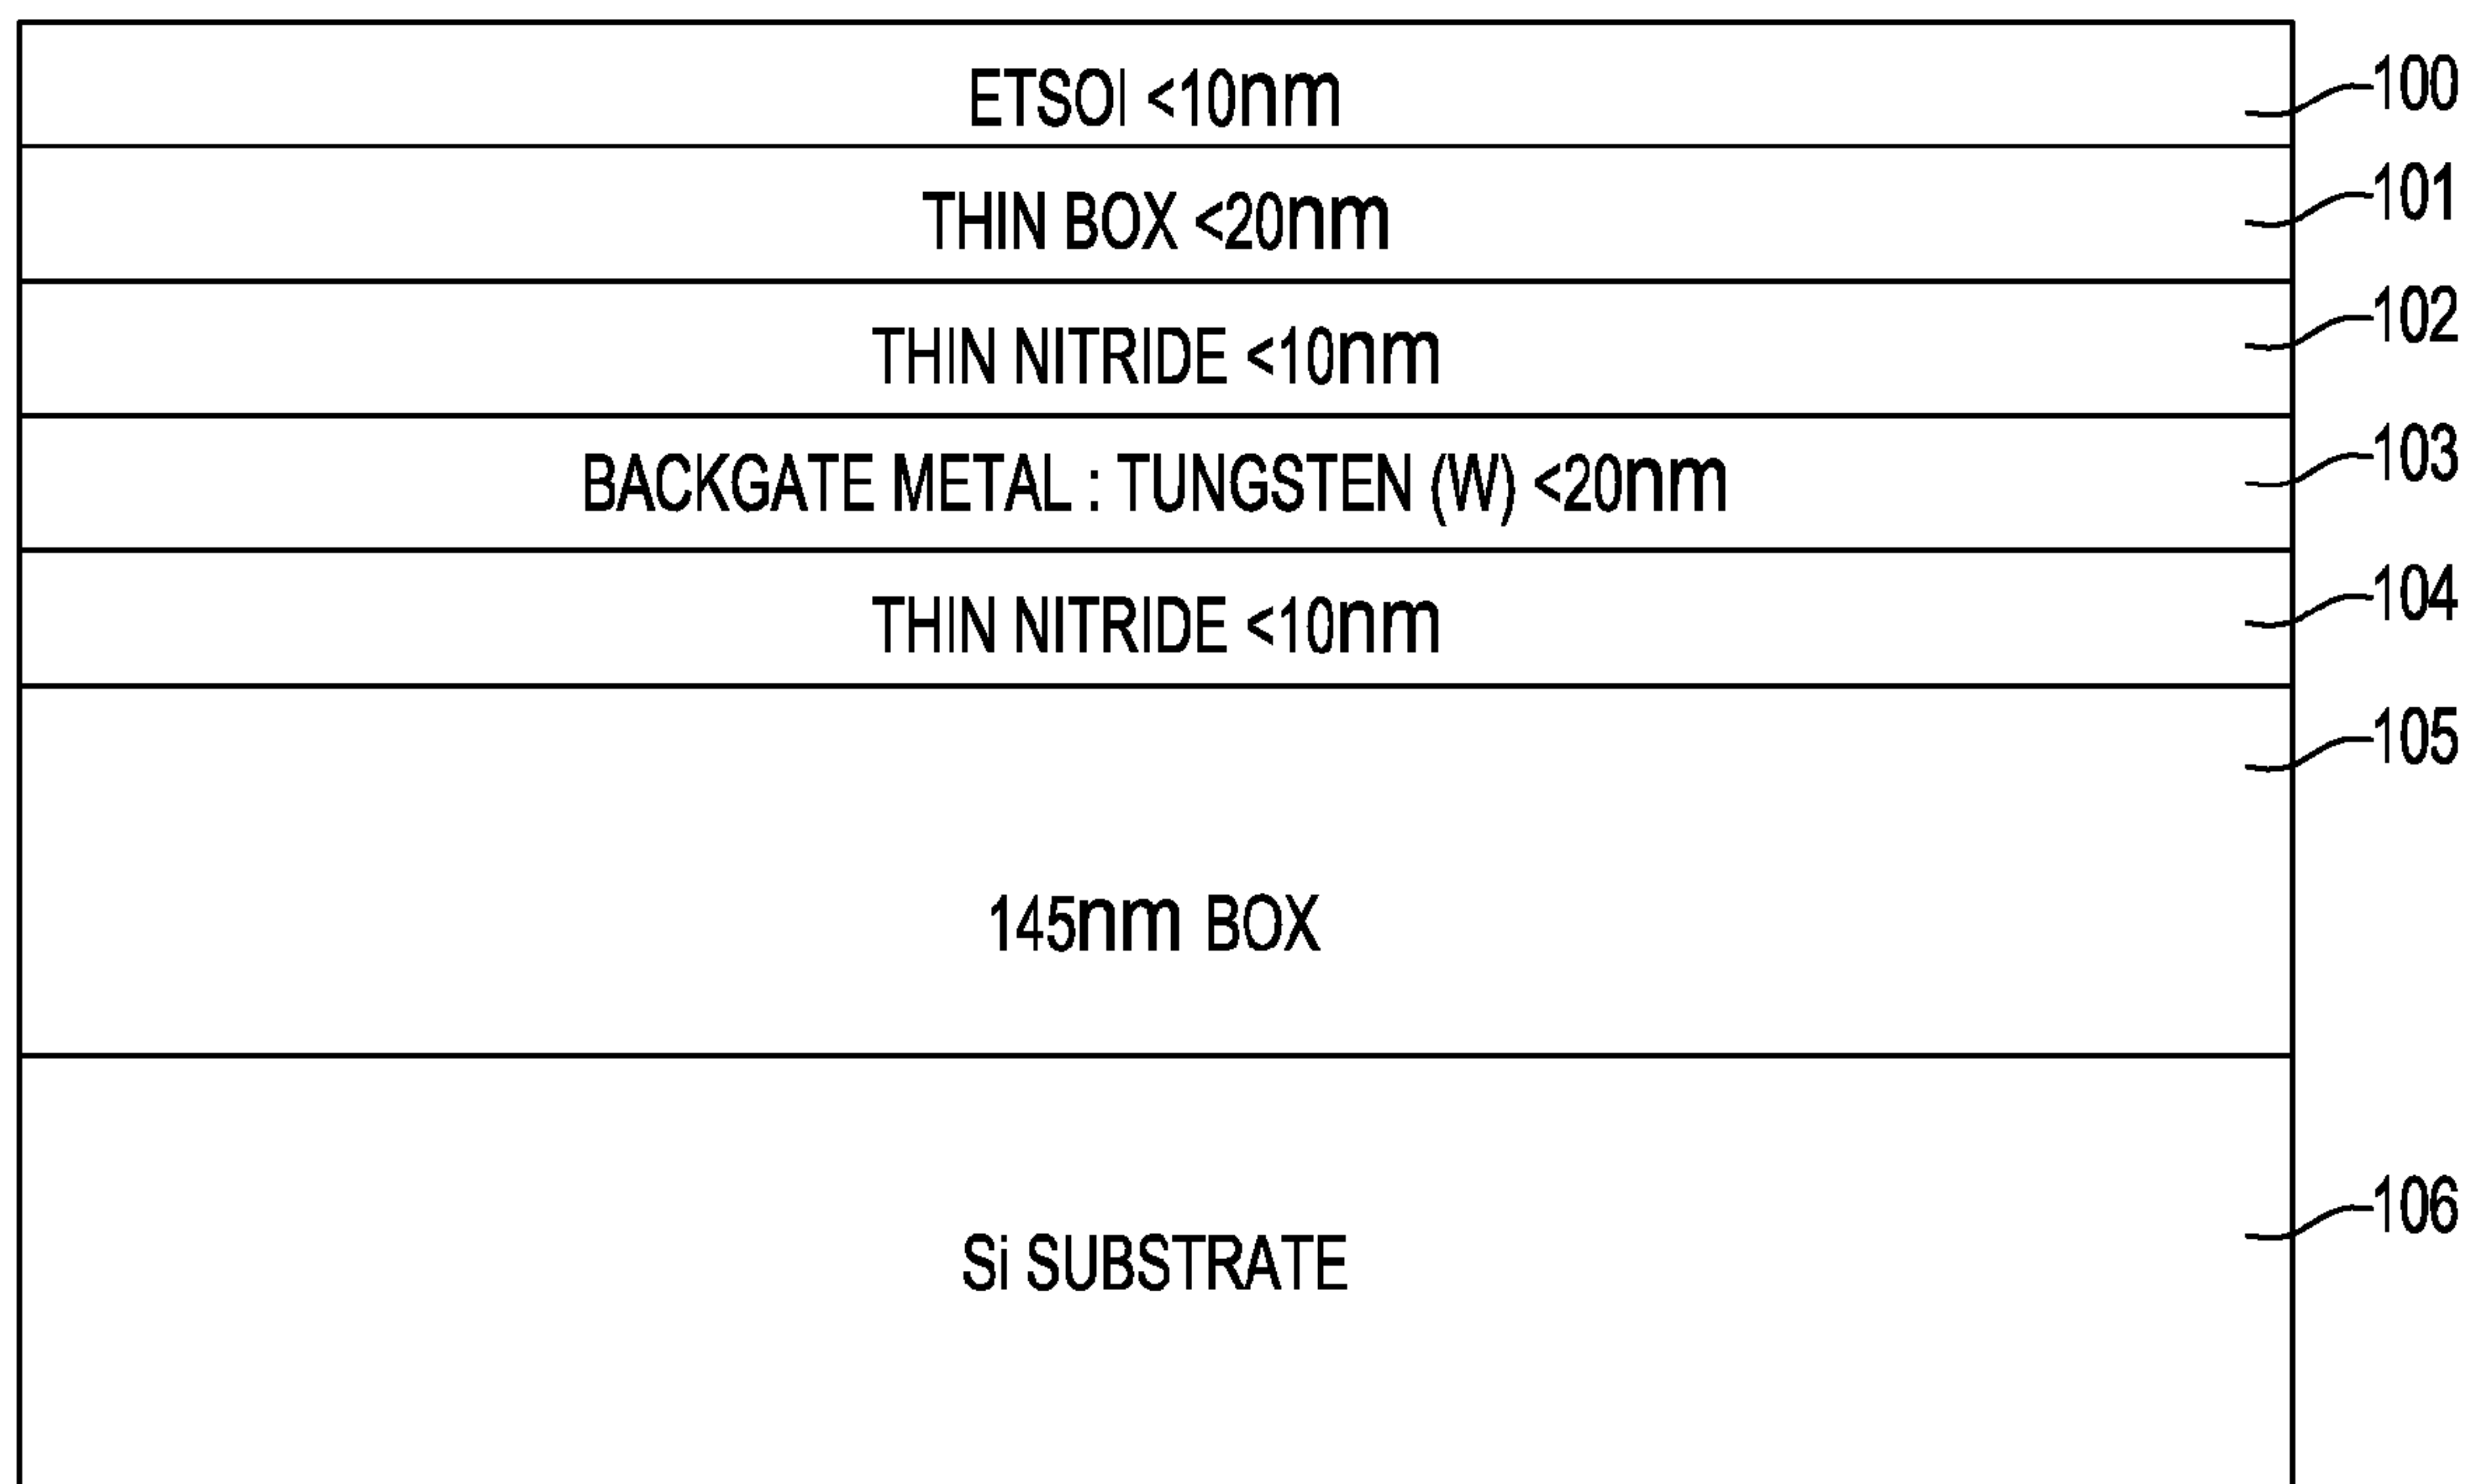 ETSOI <10nm
100
THIN BOX <20nm
101
THIN NITRIDE <10nm
102
BACKGATE METAL : TUNGSTEN (W) <20nm
103
THIN NITRIDE <10nm
104
105
145nm BOX
106
Si SUBSTRATE